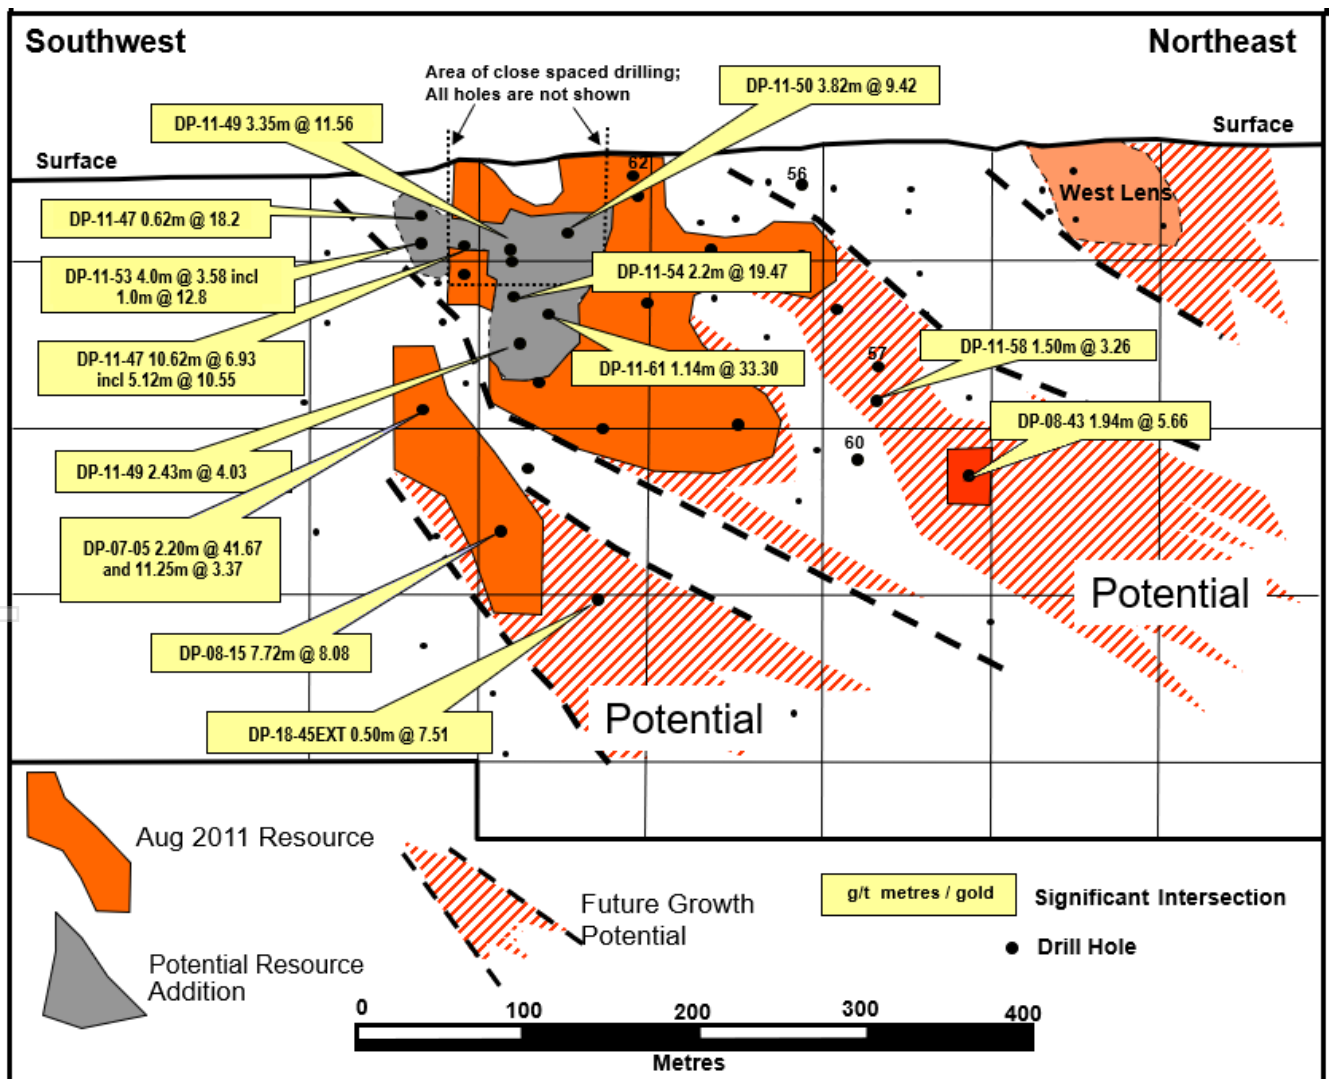 Southwest
Northeast
Area of close spaced drilling;
All holes are not shown
DP-11-50 3.82m @ 9.42
DP-11-49 3.35m @ 11.56
Surface
Surface
62
56
West Lens
DP-11-47 0.62m @ 18.2
DP-11-53 4.0m @ 3.58 incl
1.0m @ 12.8
DP-11-54 2.2m @ 19.47
DP-11-47 10.62m @ 6.93
incl 5.12m @ 10.55
DP-11-61 1.14m @ 33.30
57
DP-11-58 1.50m @ 3.26
DP-08-43 1.94m @ 5.66
60
DP-11-49 2.43m @ 4.03
DP-07-05 2.20m @ 41.67
and 11.25m @ 3.37
Potential
DP-08-15 7.72m @ 8.08
DP-18-45EXT 0.50m @ 7.51
Potential
Aug 2011 Resource
Potential Resource
Addition
Future Growth
Potential
g/t metres / gold
Significant Intersection
Drill Hole
0 100 200 300 400
Metres